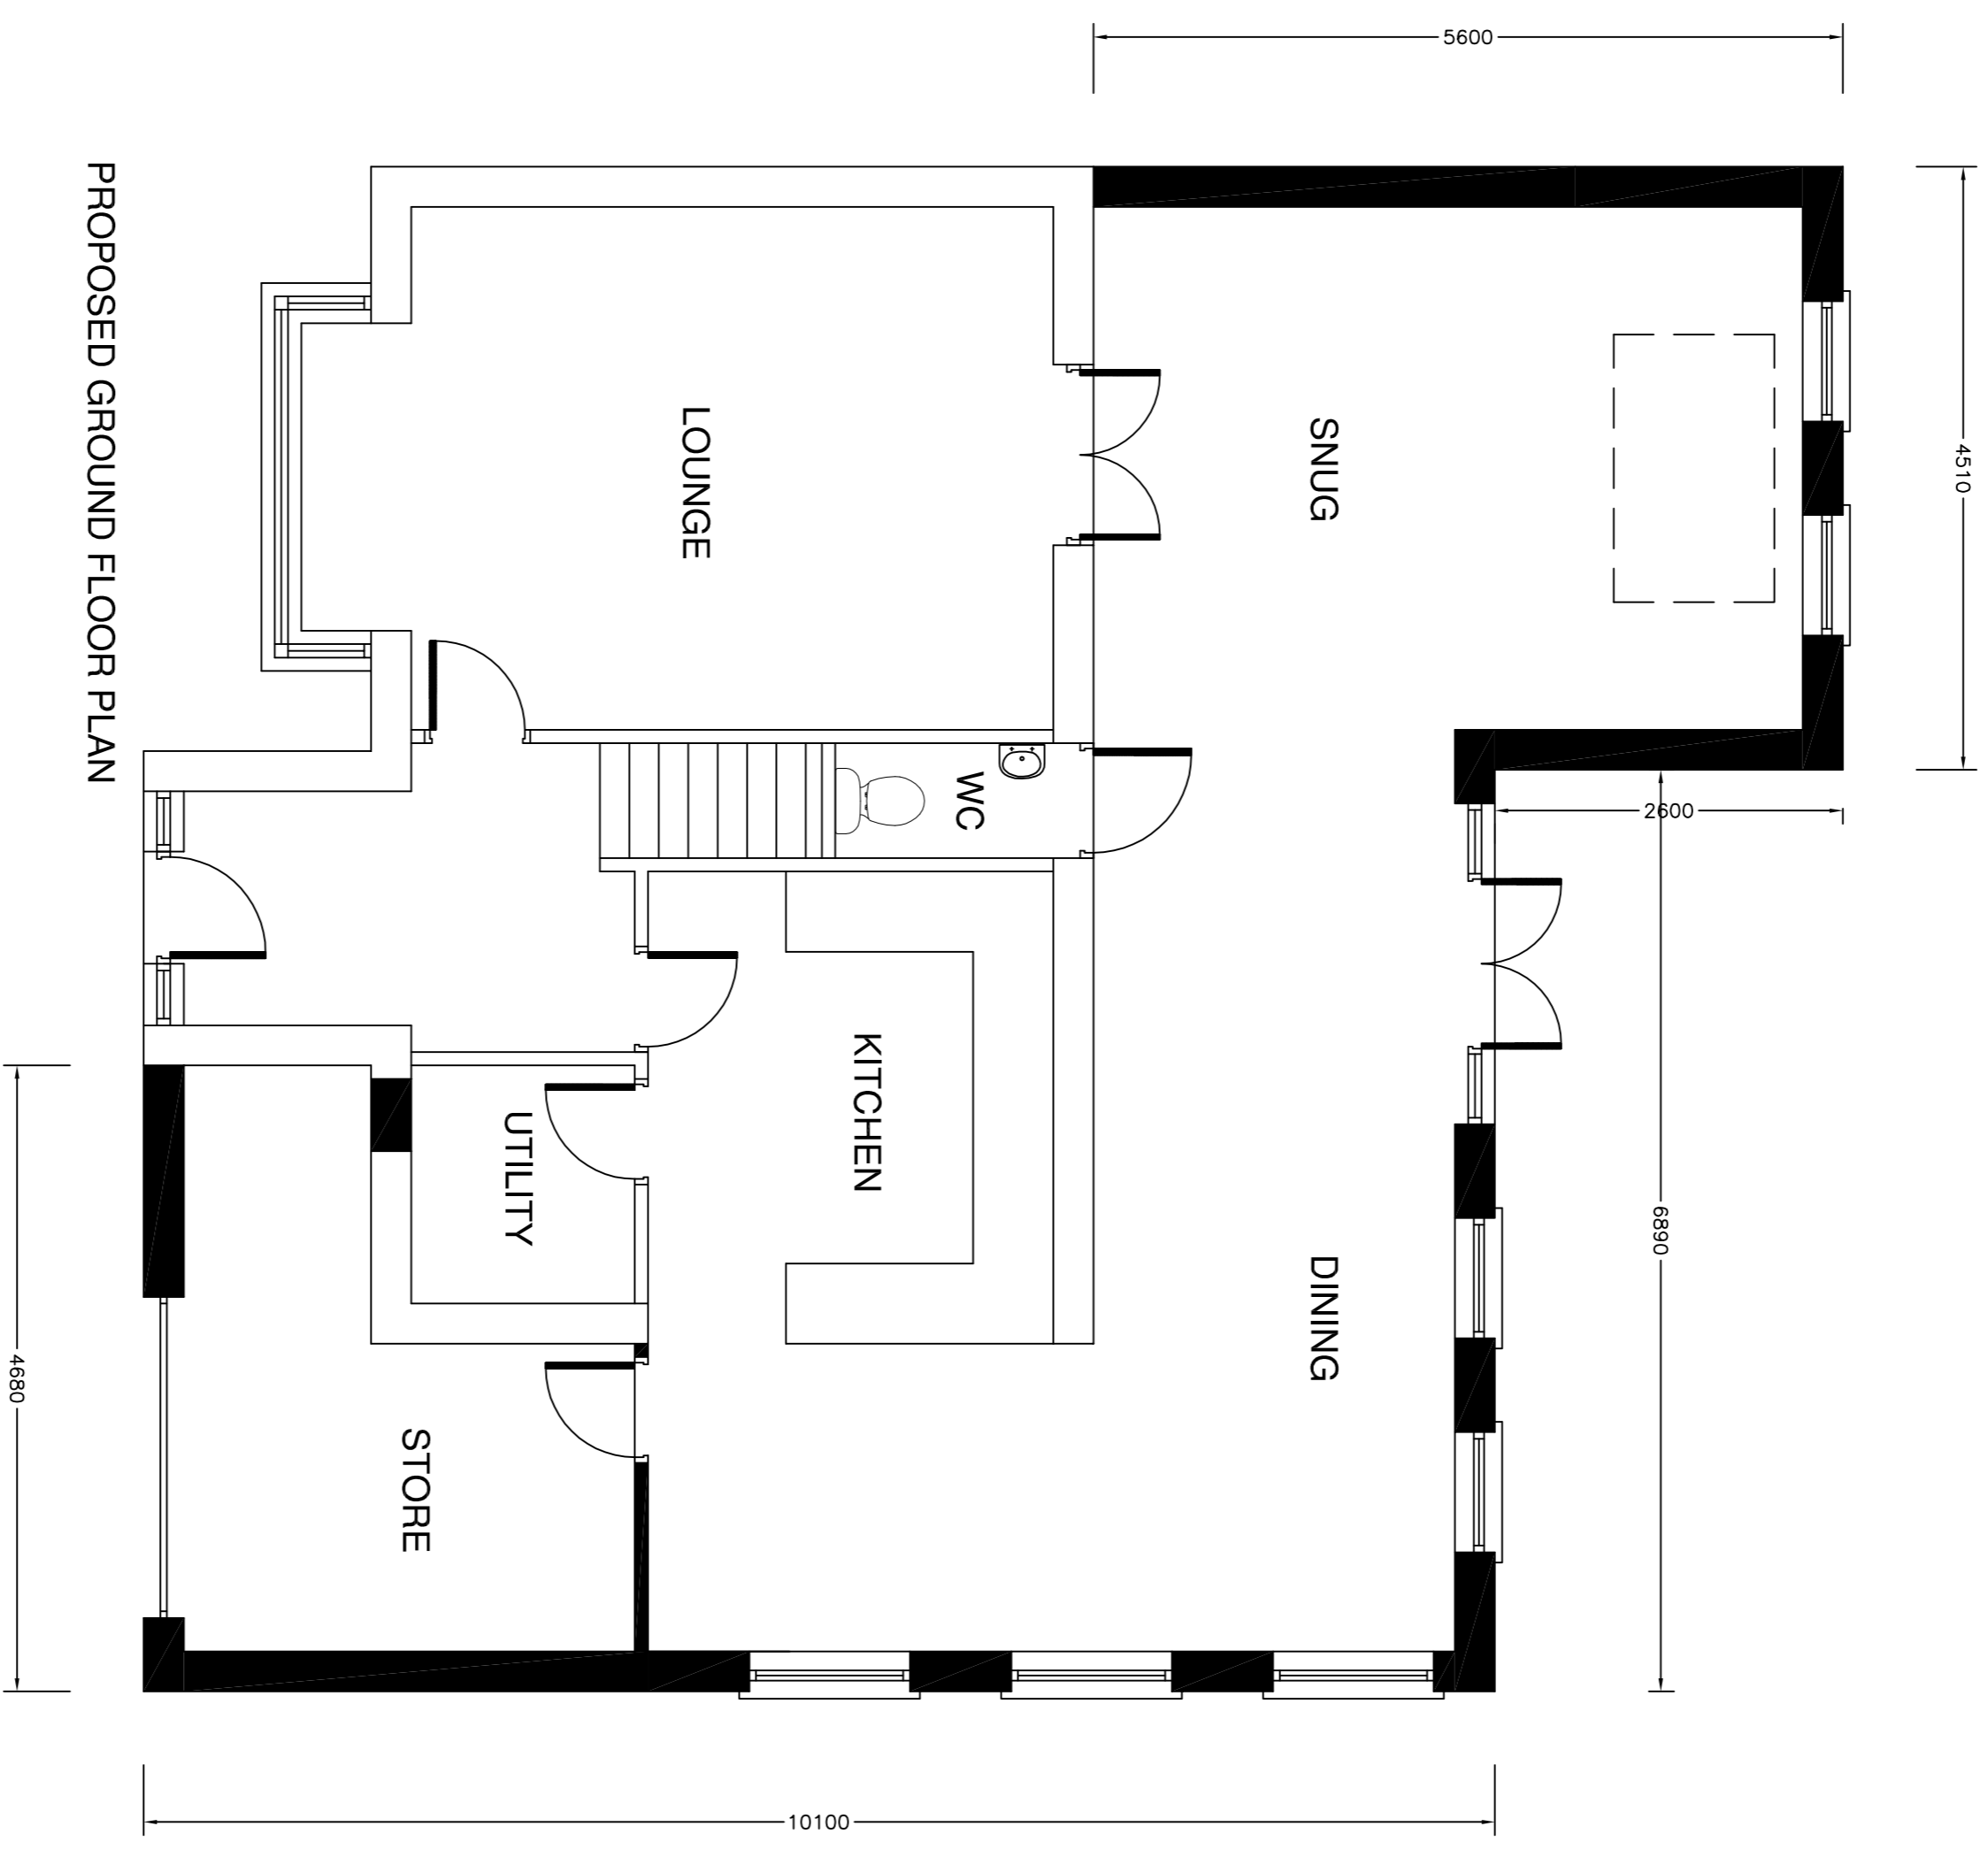 5600
4510
SNUG
2600
LOUNGE
WC
6890
DINING
KITCHEN
UTILITY
STORE
4680
10100
PROPOSED GROUND FLOOR PLAN